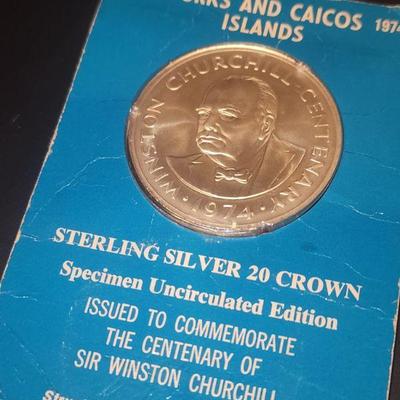 AND CAICOS 1974
ISLANDS
WINSTON CHURCHILL · CENTENARY · 1974 ·
STERLING SILVER 20 CROWN
Specimen Uncirculated Edition
ISSUED TO COMMEMORATE
THE CENTENARY OF
SIR WINSTON CHURCHILL